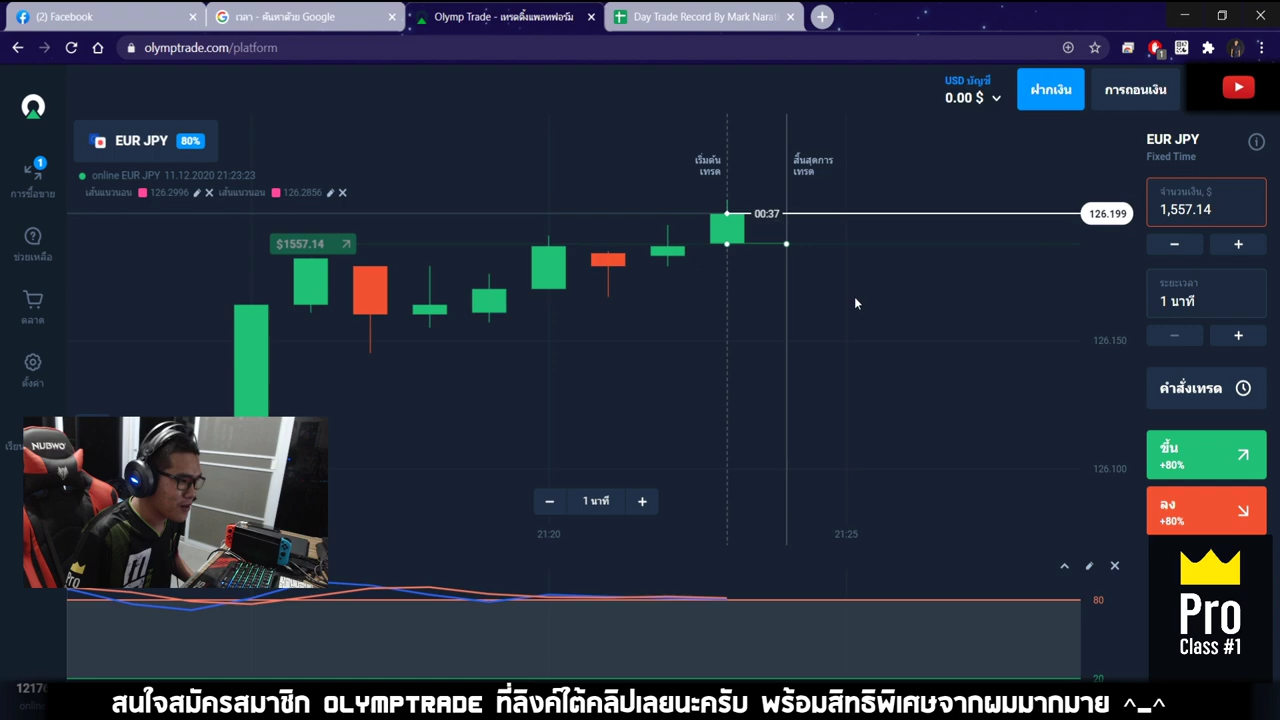 (2) Facebook
เวลา - ค้นหาด้วย Google
Olymp Trade - เทรดดิ้งแพลทฟอร์ม
Day Trade Record By Mark Narat
olymptrade.com/platform
1
USD บัญชี
0.00 $
ฝากเงิน
การถอนเงิน
EUR JPY 80%
online EUR JPY 11.12.2020 21:23:23
เส้นแนวนอน 126.2996 เส้นแนวนอน 126.2856
1
การซื้อขาย
ช่วยเหลือ
ตลาด
ตั้งค่า
เรียน
เริ่มต้น
เทรด
สิ้นสุดการ
เทรด
00:37
$1557.14
126.199
126.150
126.100
EUR JPY
Fixed Time
จำนวนเงิน, $
1,557.14
− +
ระยะเวลา
1 นาที
− +
คำสั่งเทรด
ขึ้น
+80%
ลง
+80%
NUBWO
− 1 นาที +
21:20
21:25
80
20
Pro
Class #1
12176
online
สนใจสมัครสมาชิก OLYMPTRADE ที่ลิงค์ใต้คลิปเลยนะครับ พร้อมสิทธิพิเศษจากผมมากมาย ^_^